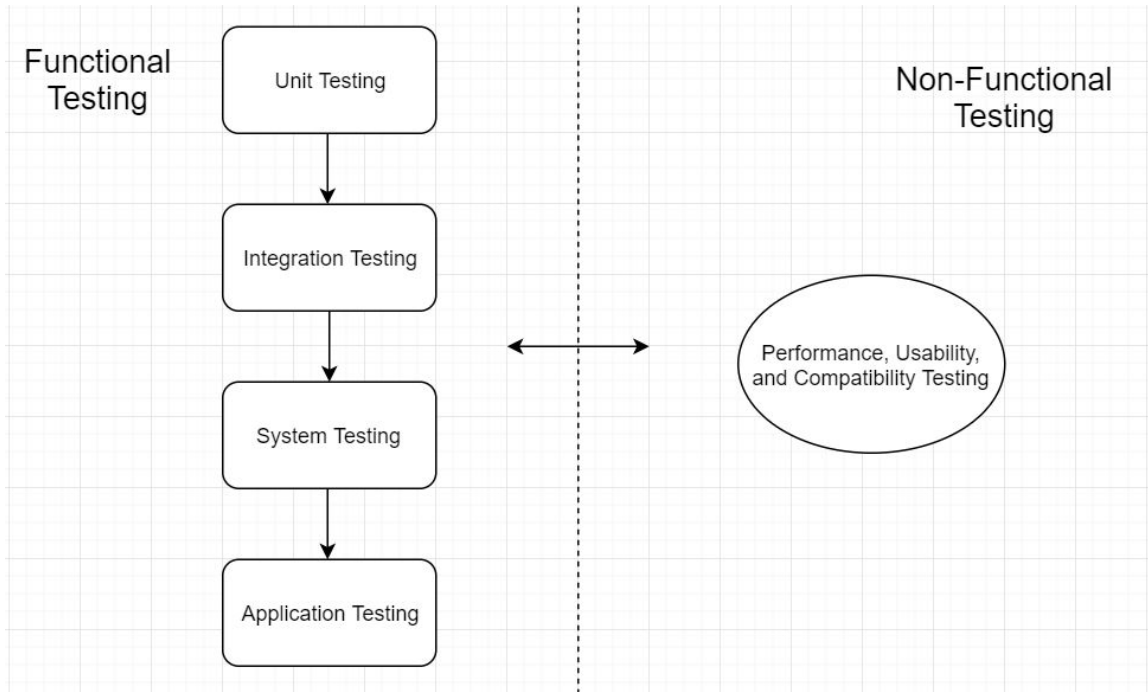 Functional
Testing
Unit Testing
Non-Functional
Testing
Integration Testing
Performance, Usability,
and Compatibility Testing
System Testing
Application Testing